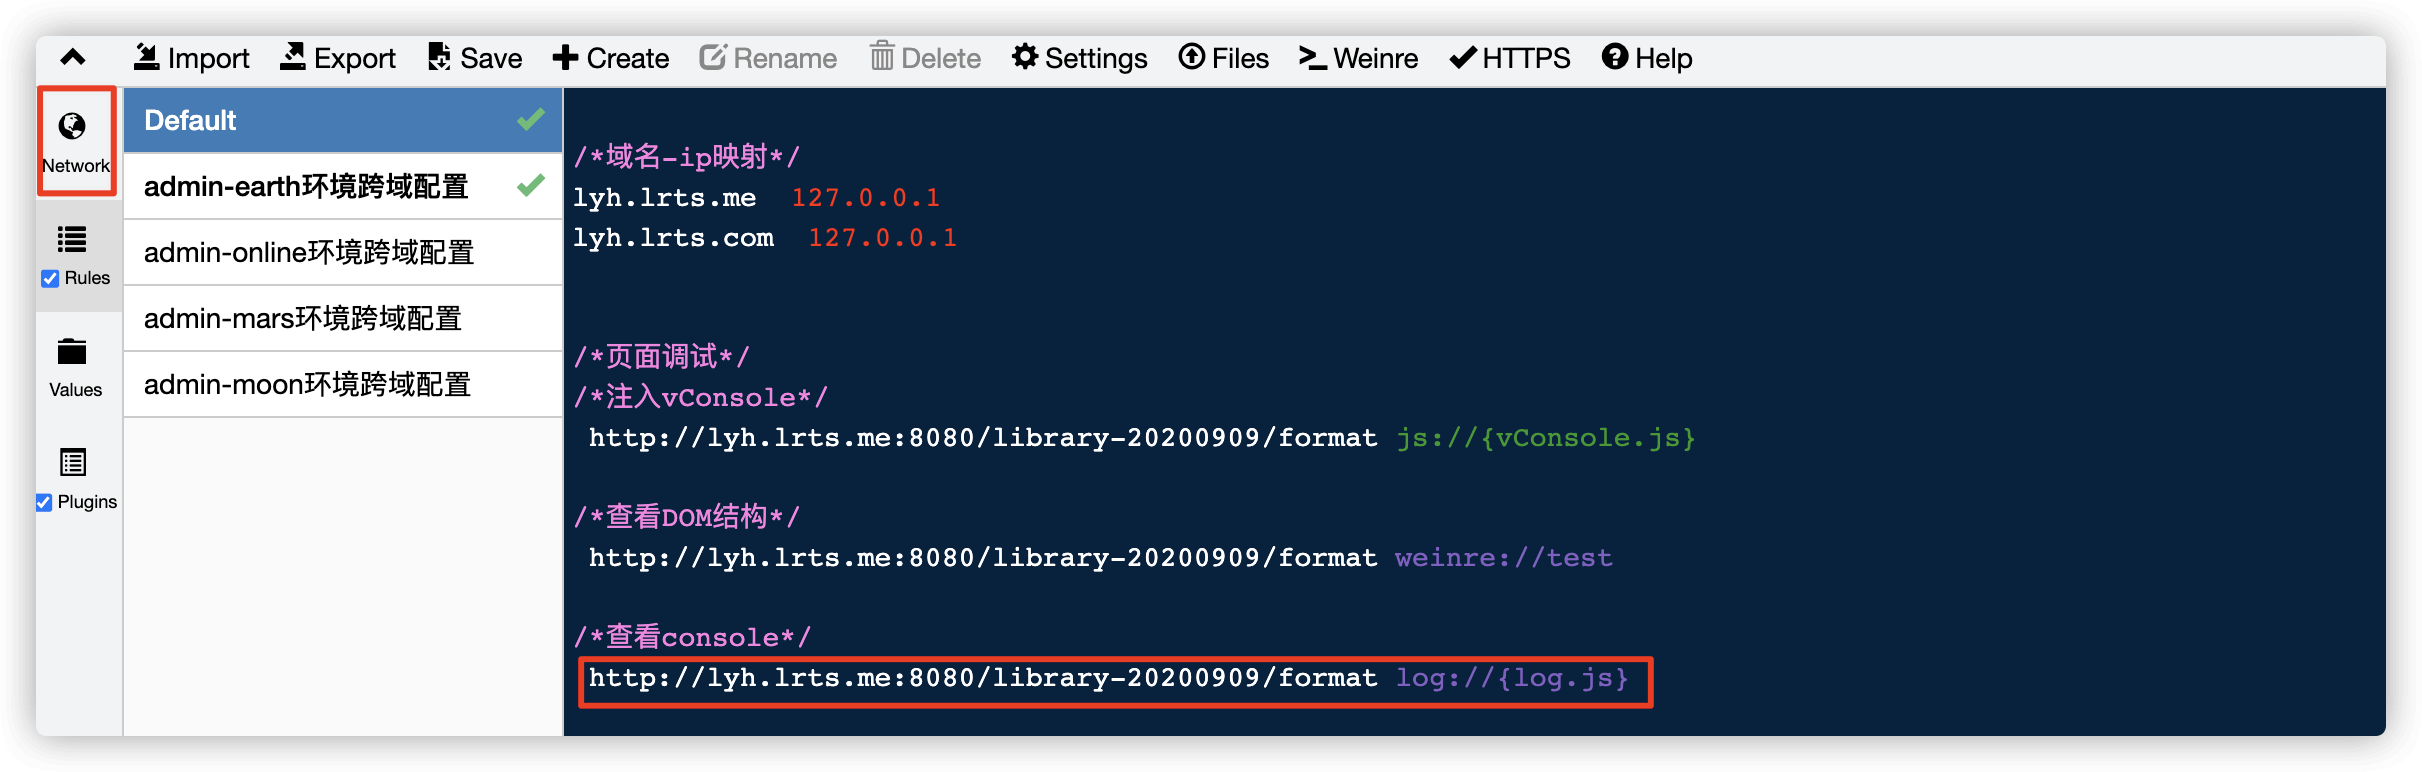 Import Export Save Create Rename Delete Settings Files Weinre HTTPS Help
Network
Rules
Values
Plugins
Default
admin-earth环境跨域配置
admin-online环境跨域配置
admin-mars环境跨域配置
admin-moon环境跨域配置
/*域名-ip映射*/
lyh.lrts.me 127.0.0.1
lyh.lrts.com 127.0.0.1
/*页面调试*/
/*注入vConsole*/
http://lyh.lrts.me:8080/library-20200909/format js://{vConsole.js}
/*查看DOM结构*/
http://lyh.lrts.me:8080/library-20200909/format weinre://test
/*查看console*/
http://lyh.lrts.me:8080/library-20200909/format log://{log.js}